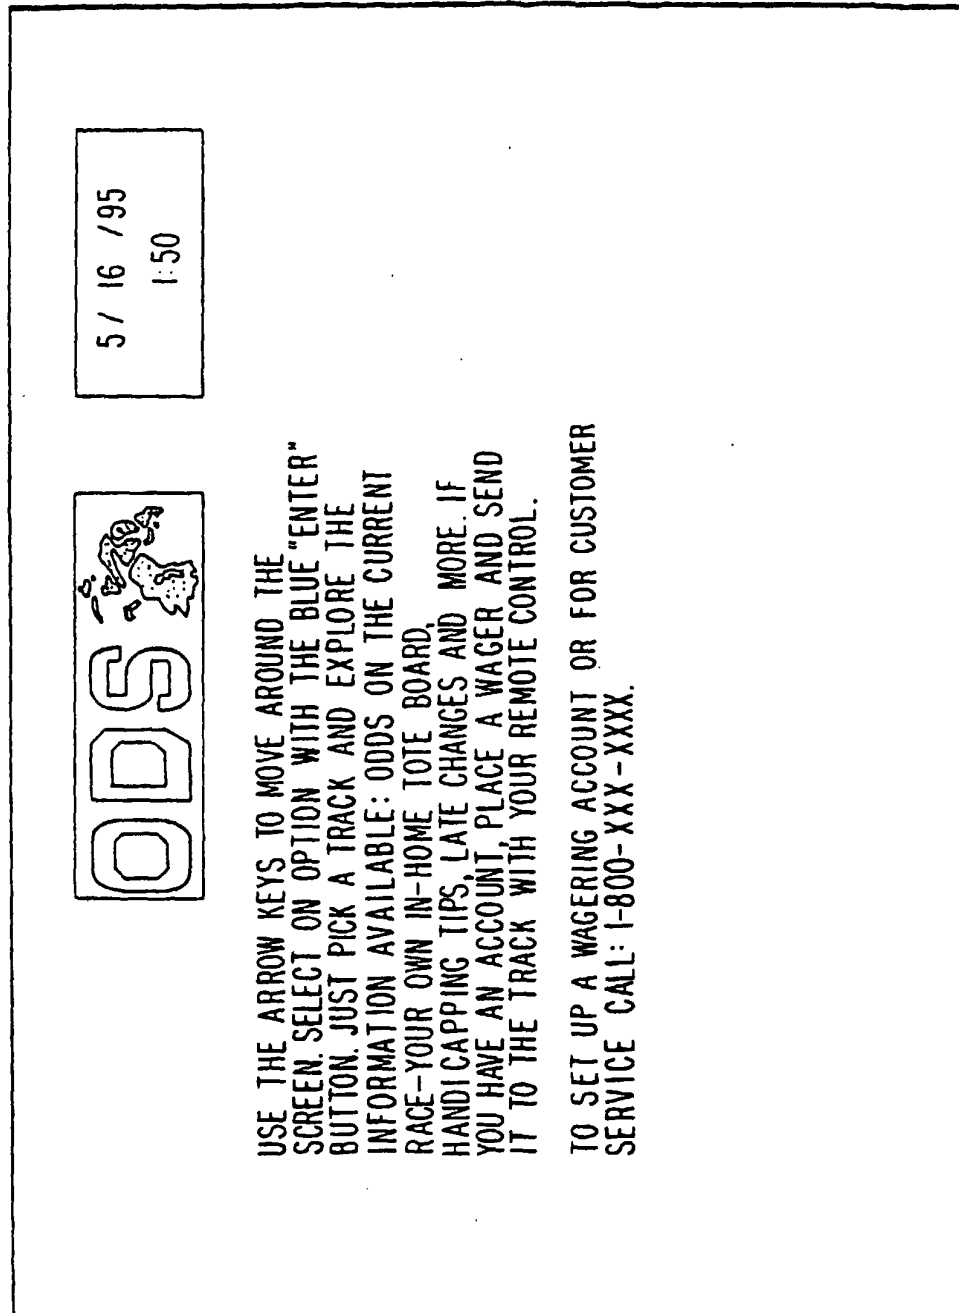 ODS
5/ 16 /95
1:50
USE THE ARROW KEYS TO MOVE AROUND THE
SCREEN. SELECT ON OPTION WITH THE BLUE "ENTER"
BUTTON. JUST PICK A TRACK AND EXPLORE THE
INFORMATION AVAILABLE: ODDS ON THE CURRENT
RACE-YOUR OWN IN-HOME TOTE BOARD,
HANDICAPPING TIPS, LATE CHANGES AND MORE. IF
YOU HAVE AN ACCOUNT, PLACE A WAGER AND SEND
IT TO THE TRACK WITH YOUR REMOTE CONTROL.
TO SET UP A WAGERING ACCOUNT OR FOR CUSTOMER
SERVICE CALL: 1-800-XXX-XXXX.